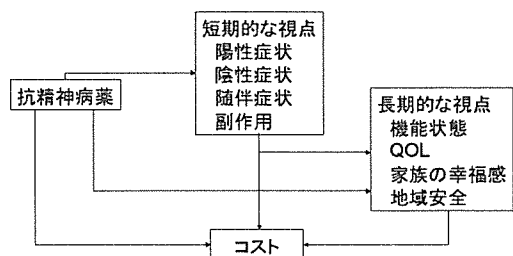 短期的な視点
陽性症状
陰性症状
随伴症状
副作用
抗精神病薬
長期的な視点
機能状態
QOL
家族の幸福感
地域安全
コスト